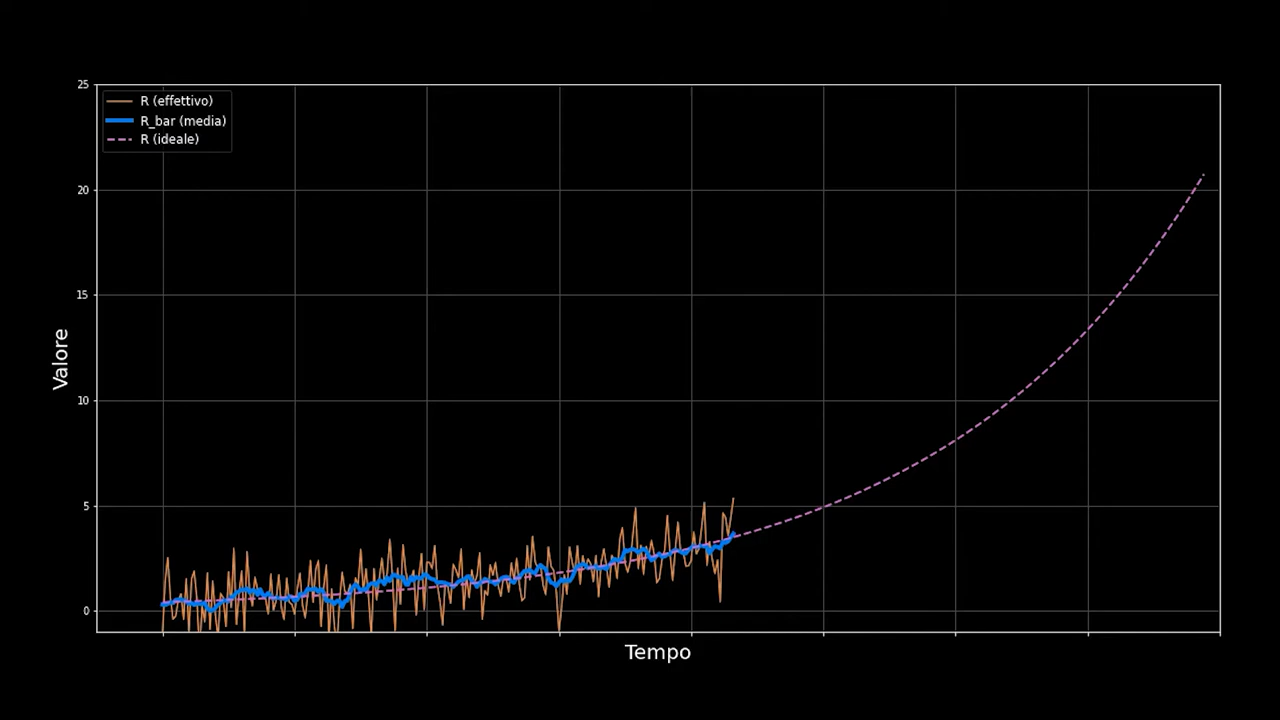 25
R (effettivo)
R_bar (media)
R (ideale)
20
15
Valore
10
5
0
Tempo